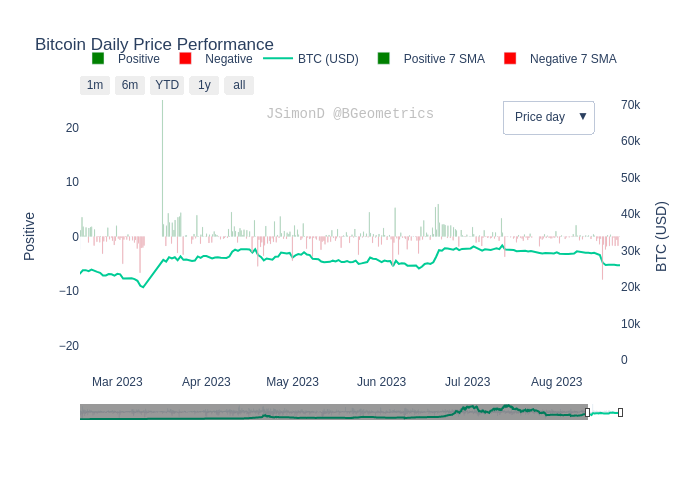 Bitcoin Daily Price Performance
Positive Negative BTC (USD) Positive 7 SMA Negative 7 SMA
1m 6m YTD 1y all
JSimonD @BGeometrics
Price day ▼
20
10
0
−10
−20
Positive
70k
60k
50k
40k
30k
20k
10k
0
BTC (USD)
Mar 2023 Apr 2023 May 2023 Jun 2023 Jul 2023 Aug 2023